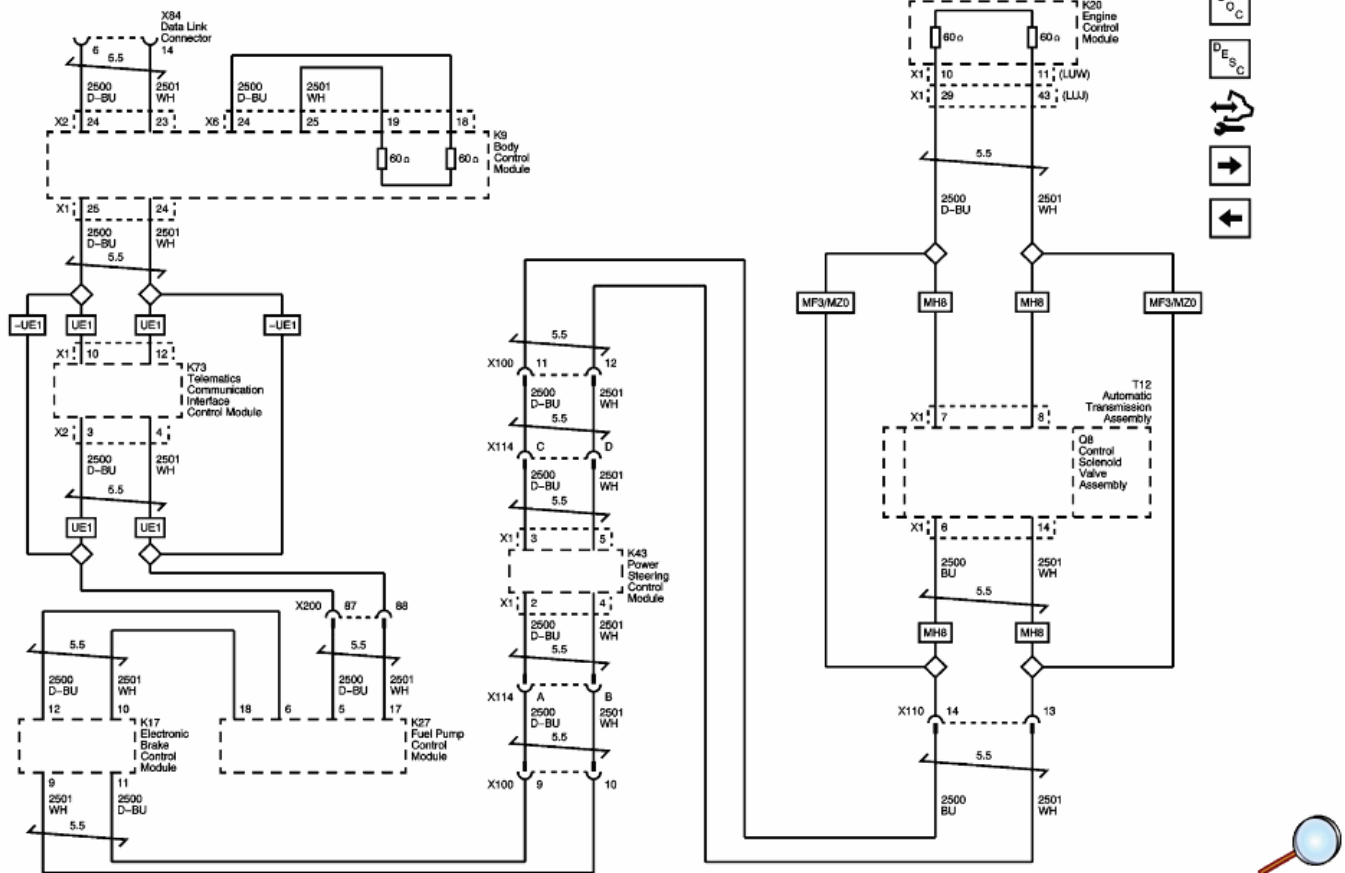 X84
Data Link
Connector
6 14
5.5
2500 2501
D-BU WH
X2 24 23
2500 2501
D-BU WH
X6 24 25 19 18
60Ω 60Ω
K9
Body
Control
Module
X1 25 24
2500 2501
D-BU WH
5.5
-UE1 UE1 UE1 -UE1
X1 10 12
K73
Telematics
Communication
Interface
Control Module
X2 3 4
2500 2501
D-BU WH
5.5
UE1 UE1
X200 87 88
5.5
2500 2501
D-BU WH
5 17
K27
Fuel Pump
Control
Module
18 6
5.5
2500 2501
D-BU WH
12 10
K17
Electronic
Brake
Control
Module
9 11
2501 2500
WH D-BU
5.5
5.5
X100 11 12
2500 2501
D-BU WH
5.5
X114 C D
2500 2501
D-BU WH
5.5
X1 3 5
K43
Power
Steering
Control
Module
X1 2 4
2500 2501
D-BU WH
5.5
X114 A B
2500 2501
D-BU WH
5.5
X100 9 10
K20
Engine
Control
Module
60Ω 60Ω
X1 10 11 (LUW)
X1 29 43 (LUJ)
5.5
2500 2501
D-BU WH
MF3/MZ0 MH8 MH8 MF3/MZ0
T12
Automatic
Transmission
Assembly
X1 7 8
Q8
Control
Solenoid
Valve
Assembly
X1 6 14
2500 2501
BU WH
5.5
MH8 MH8
X110 14 13
5.5
2500 2501
BU WH
DESC